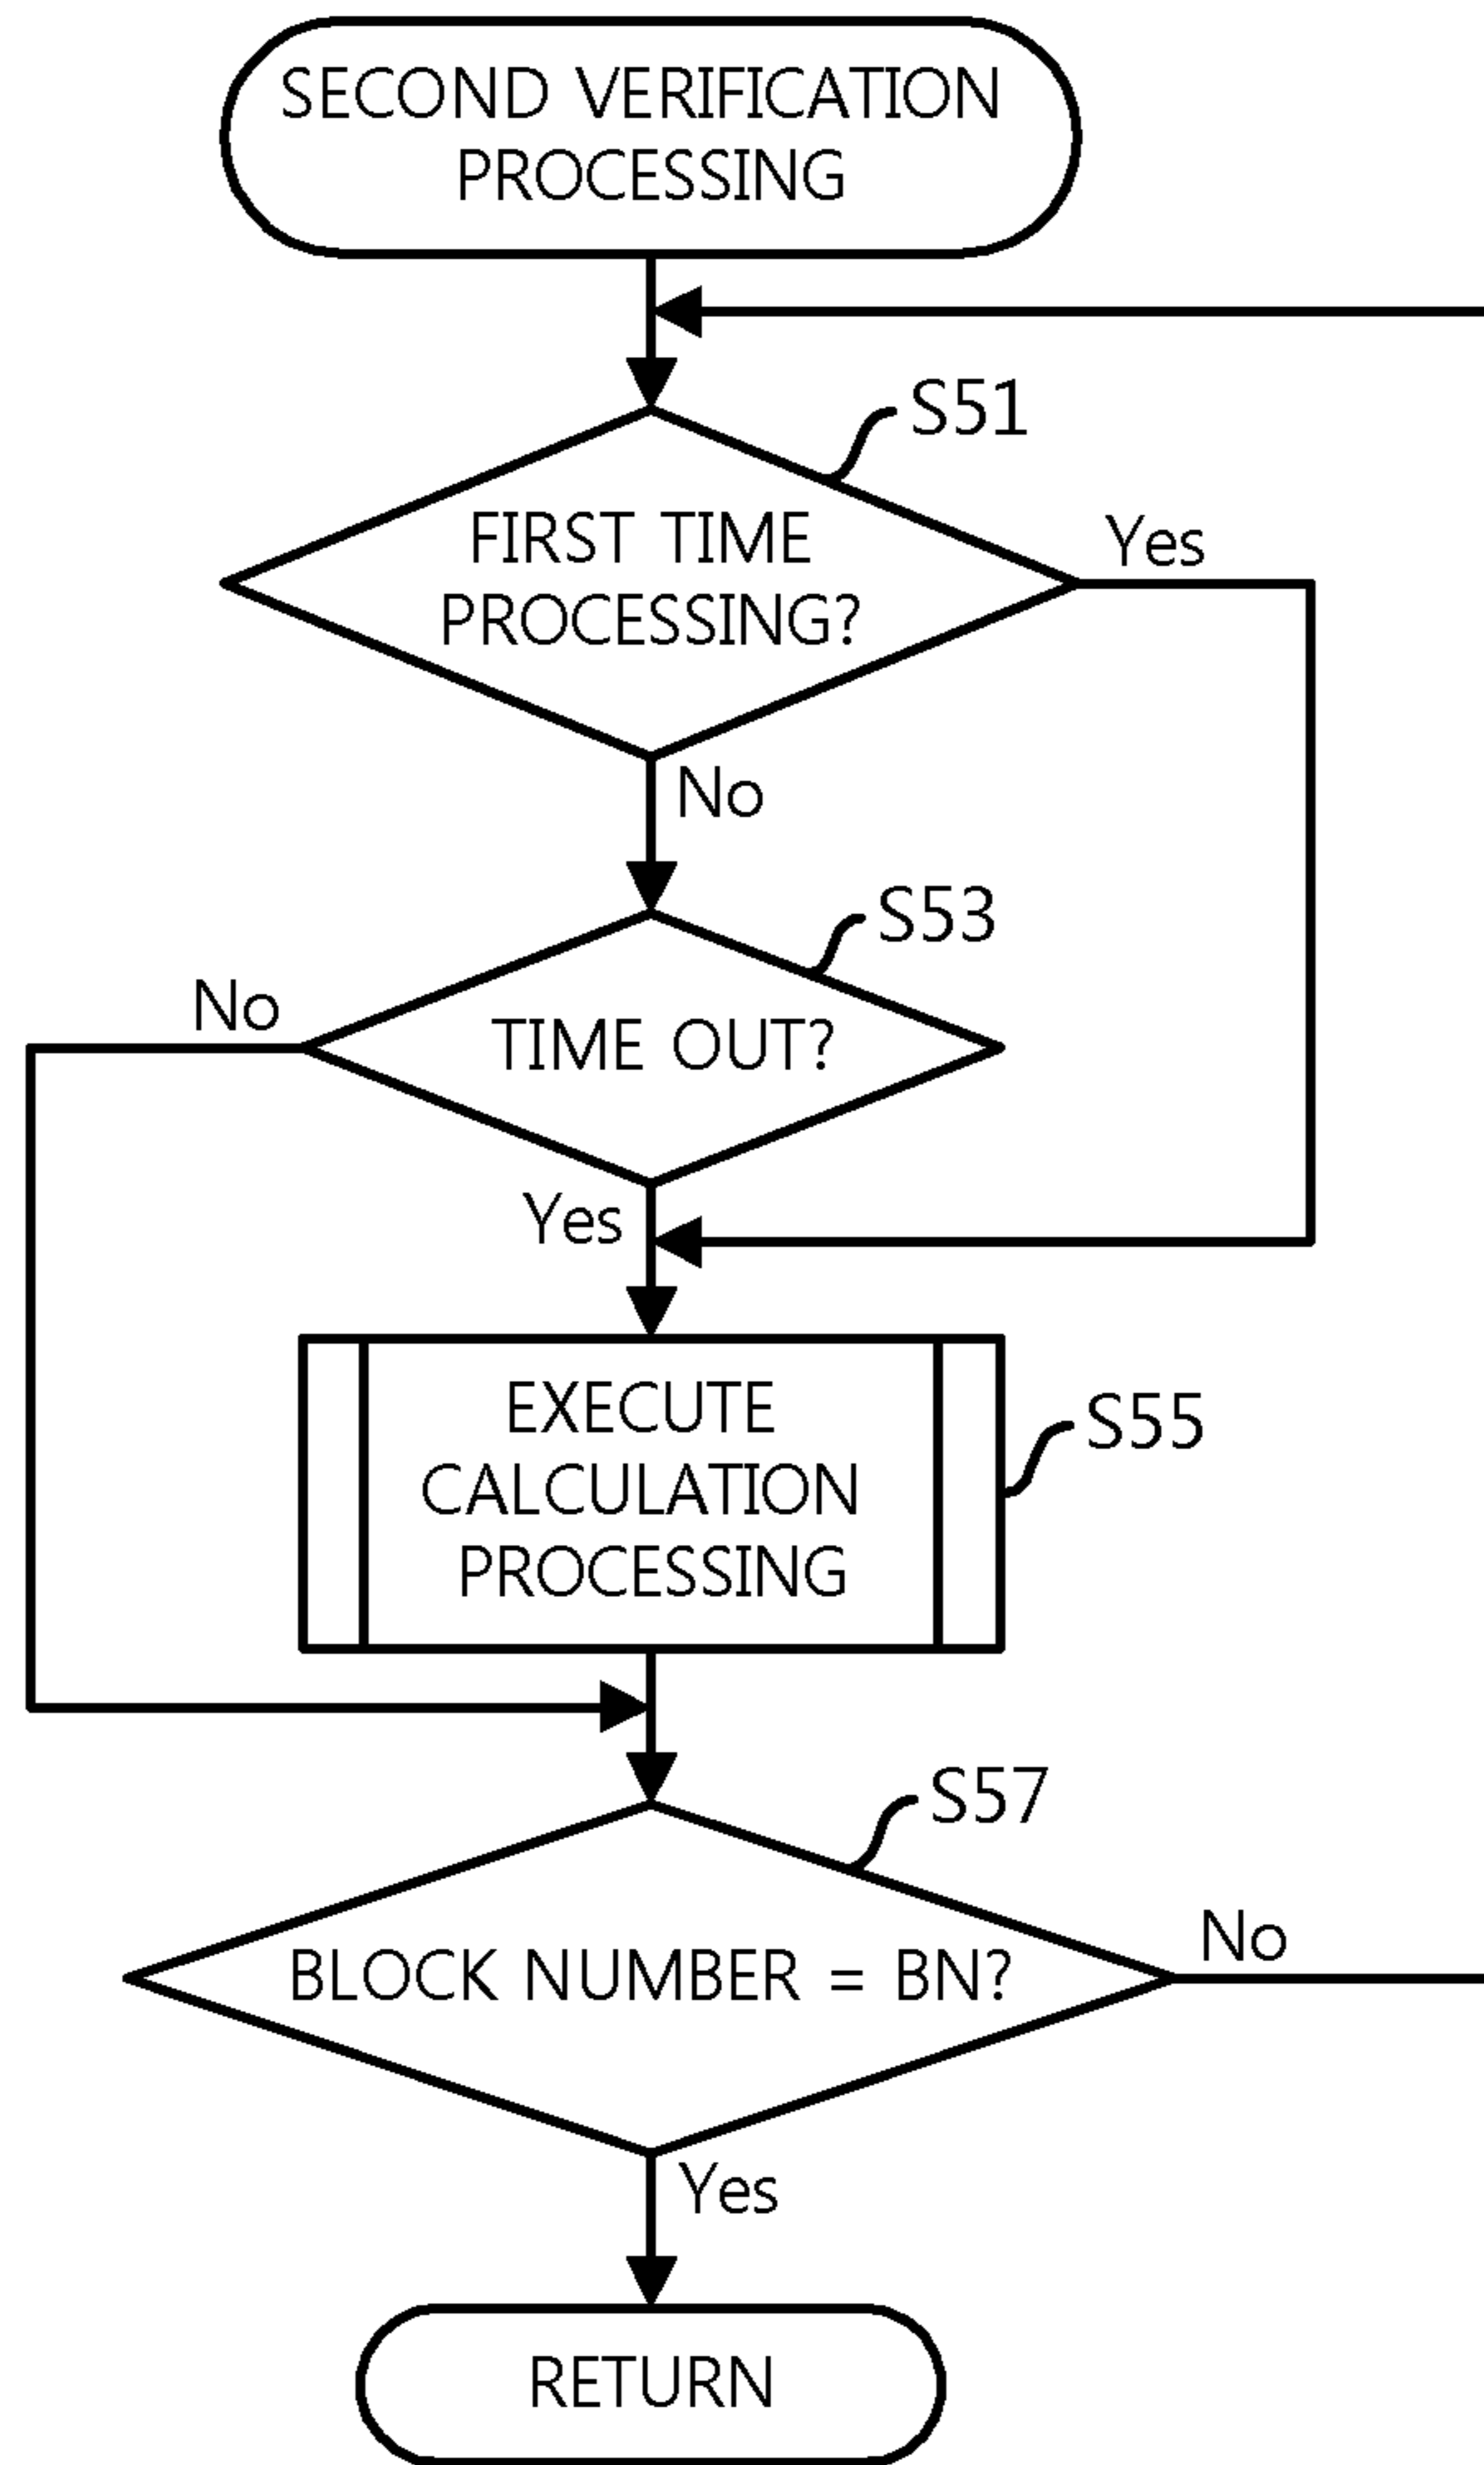 SECOND VERIFICATION
PROCESSING
S51
FIRST TIME
PROCESSING?
Yes
No
S53
No
TIME OUT?
Yes
EXECUTE
CALCULATION
PROCESSING
S55
S57
BLOCK NUMBER = BN?
No
Yes
RETURN